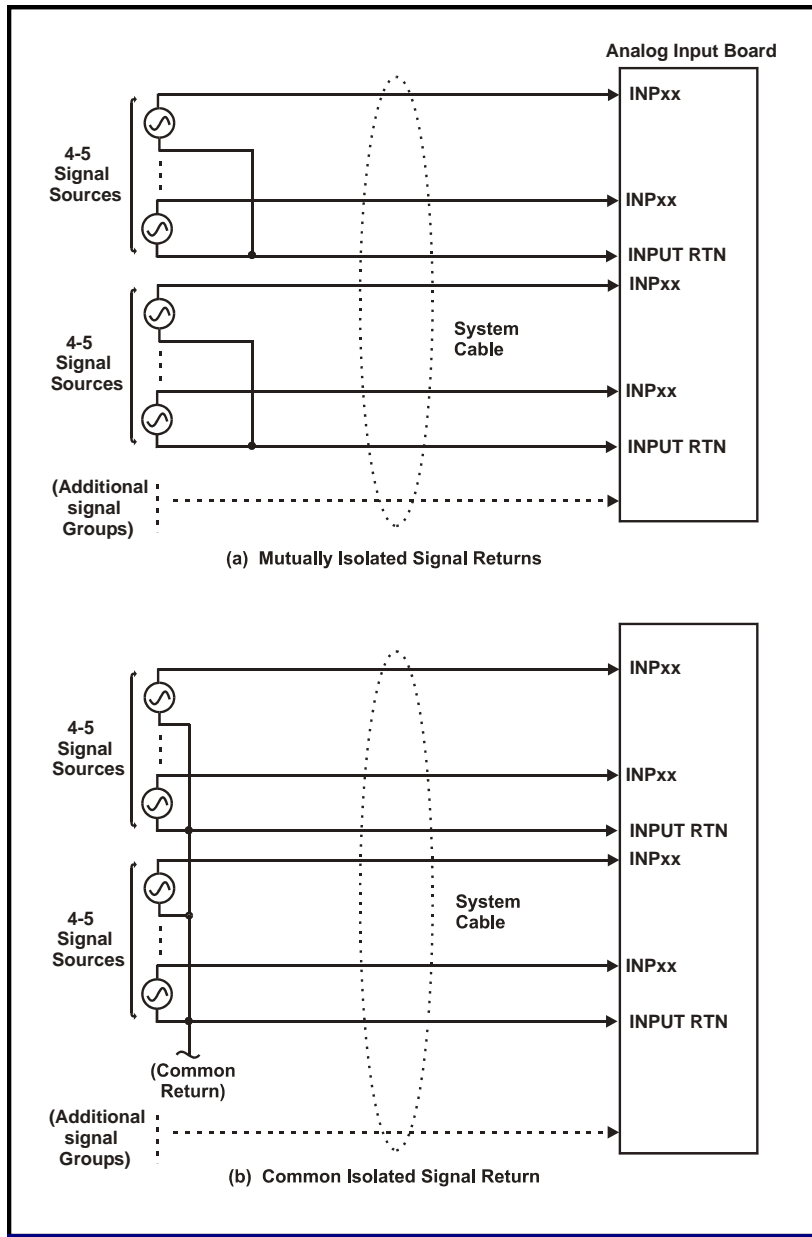 Analog Input Board
INPxx
4-5
Signal
Sources
INPxx
INPUT RTN
INPxx
4-5
Signal
Sources
System
Cable
INPxx
INPUT RTN
(Additional
signal
Groups)
(a) Mutually Isolated Signal Returns
INPxx
4-5
Signal
Sources
INPxx
INPUT RTN
INPxx
4-5
Signal
Sources
System
Cable
INPxx
INPUT RTN
(Common
Return)
(Additional
signal
Groups)
(b) Common Isolated Signal Return